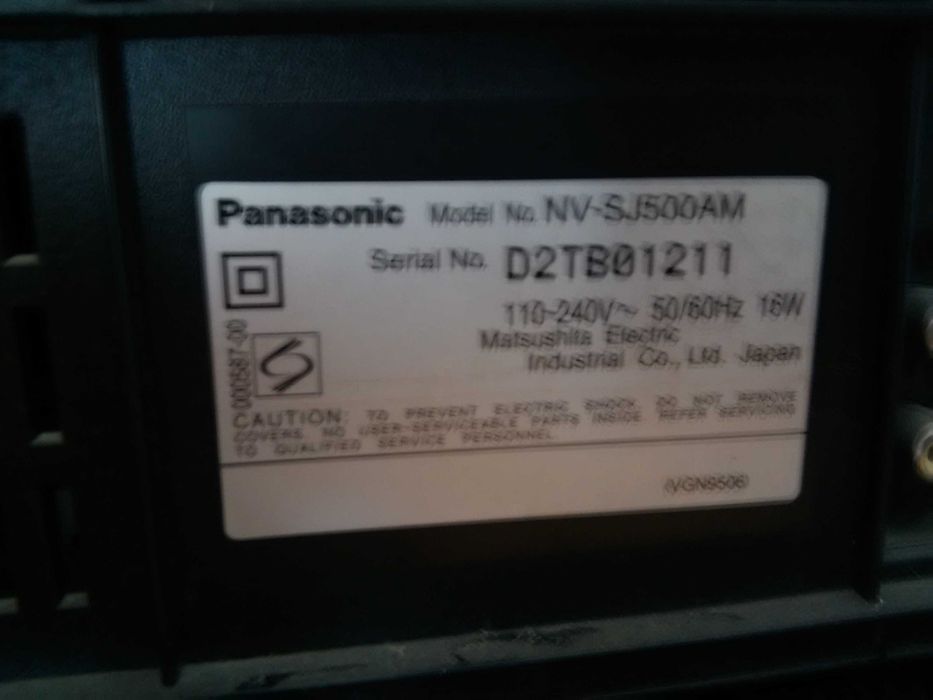 Panasonic Model No. NV-SJ500AM
Serial No. D2TB01211
110-240V~ 50/60Hz 16W
Matsushita Electric
Industrial Co., Ltd. Japan
000587-00
CAUTION: TO PREVENT ELECTRIC SHOCK, DO NOT REMOVE
COVERS NO USER-SERVICEABLE PARTS INSIDE REFER SERVICING
TO QUALIFIED SERVICE PERSONNEL
(VGN9506)